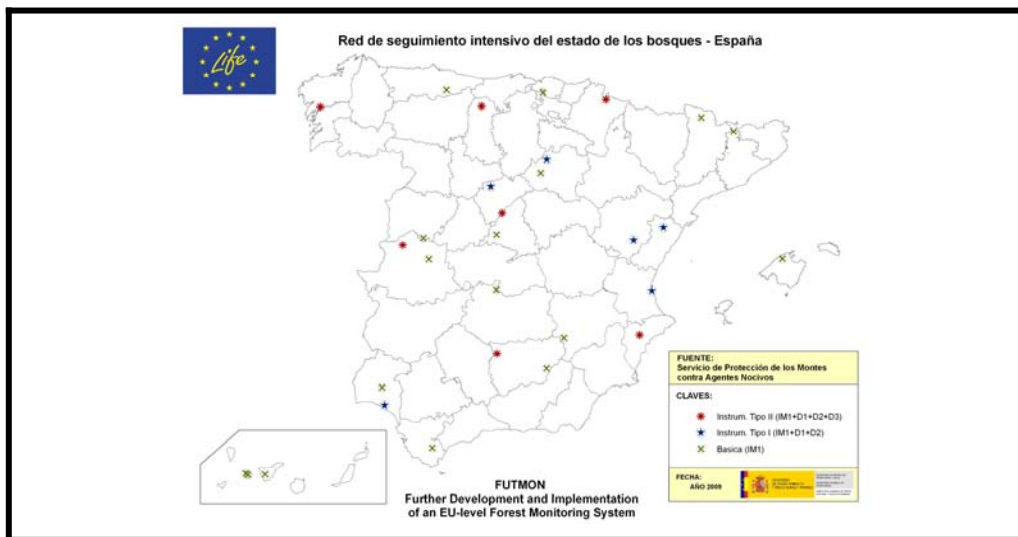 Life
Red de seguimiento intensivo del estado de los bosques - España
FUENTE:
Servicio de Protección de los Montes
contra Agentes Nocivos
CLAVES:
Instrum. Tipo II (IM1+D1+D2+D3)
Instrum. Tipo I (IM1+D1+D2)
Basica (IM1)
FECHA:
AÑO 2009
FUTMON
Further Development and Implementation
of an EU-level Forest Monitoring System